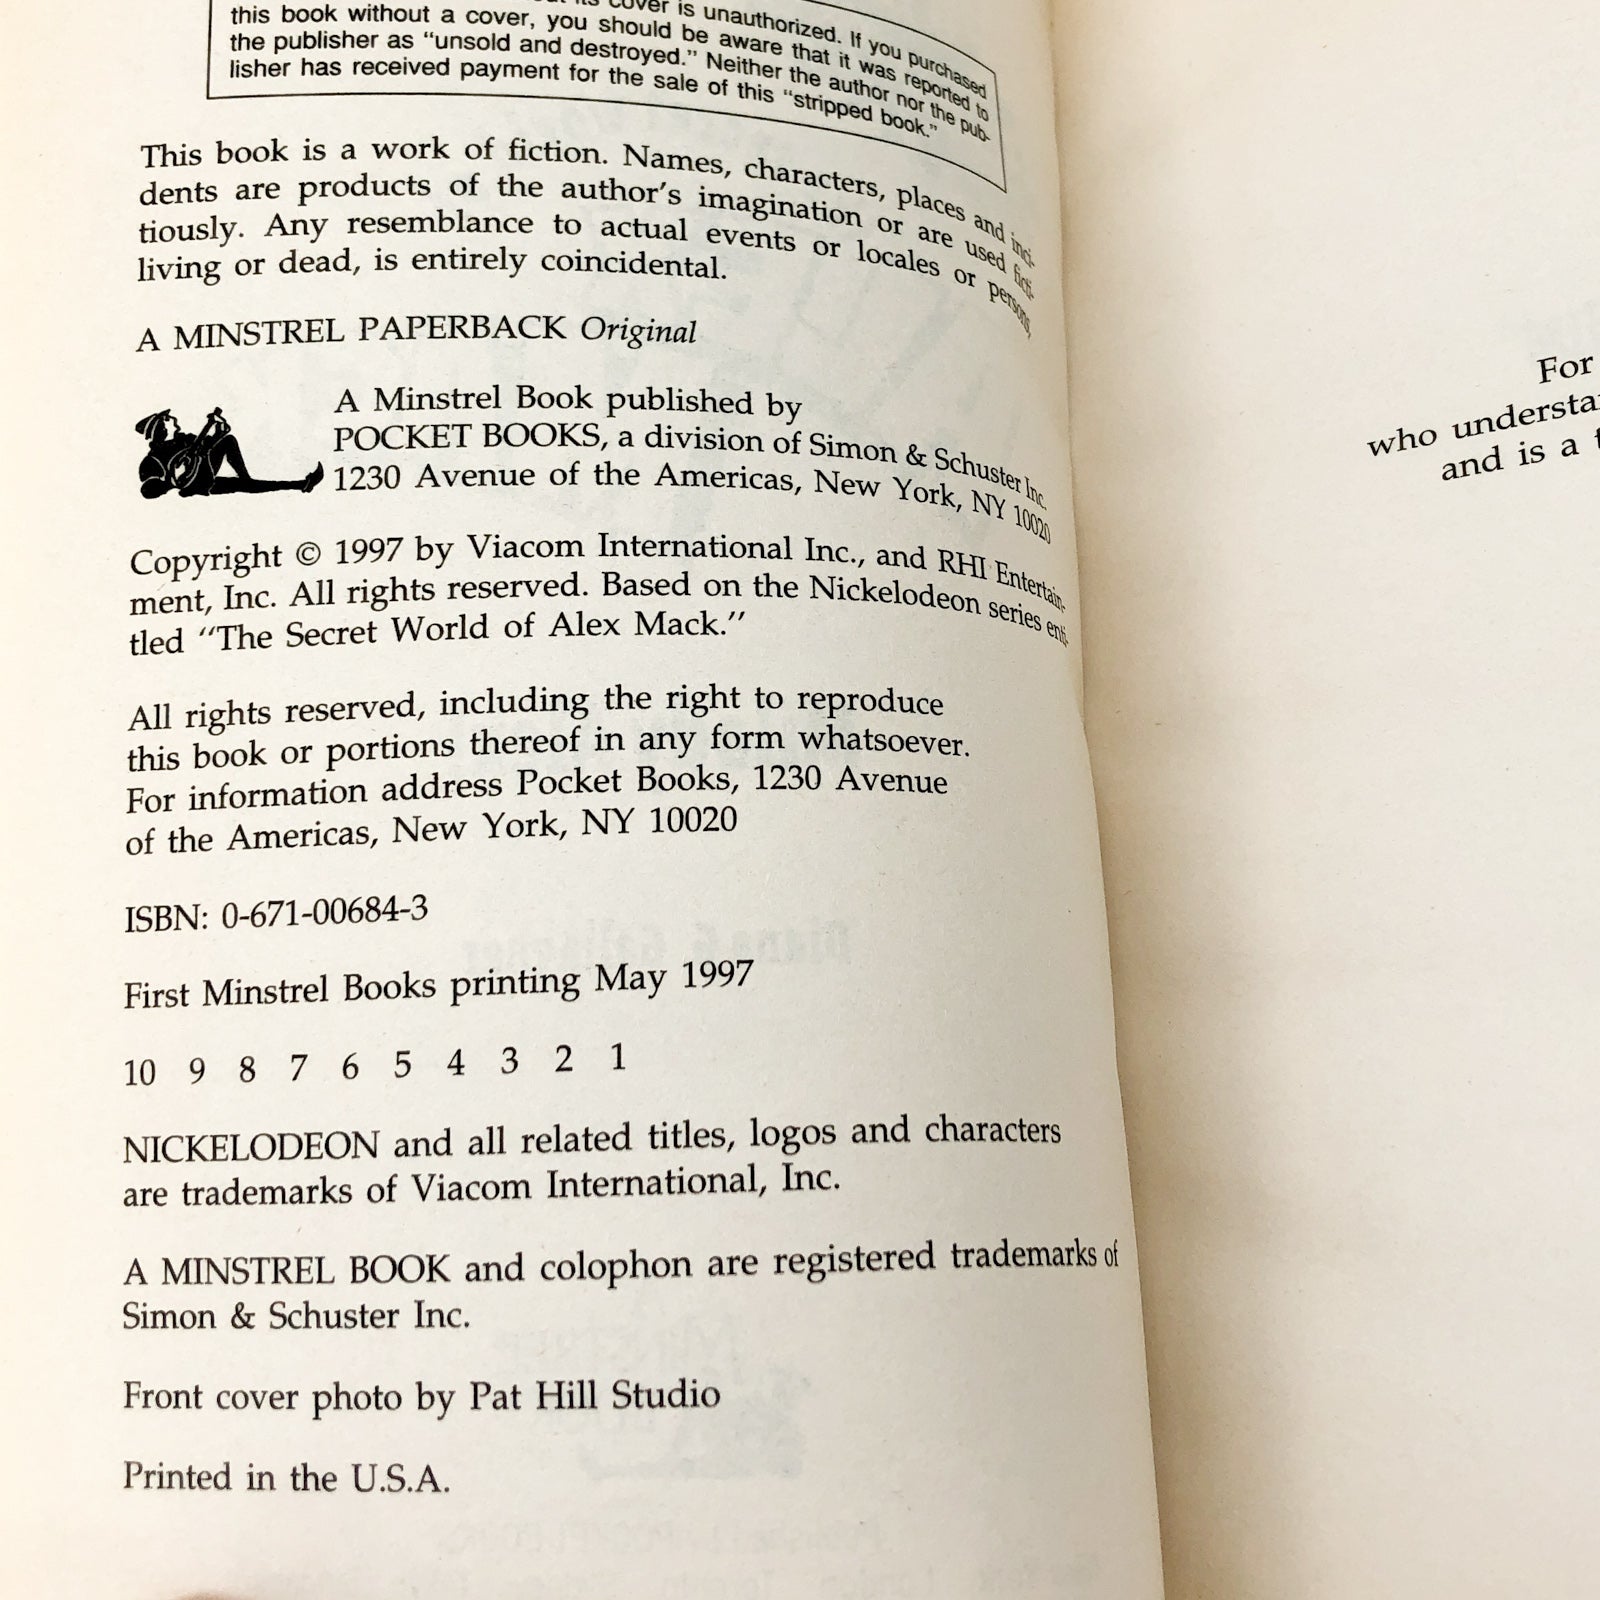 its cover is unauthorized. If you purchased
this book without a cover, you should be aware that it was reported to
the publisher as “unsold and destroyed.” Neither the author nor the pub-
lisher has received payment for the sale of this “stripped book.”
This book is a work of fiction. Names, characters, places and inci-
dents are products of the author's imagination or are used ficti-
tiously. Any resemblance to actual events or locales or persons,
living or dead, is entirely coincidental.
A MINSTREL PAPERBACK Original
A Minstrel Book published by
POCKET BOOKS, a division of Simon & Schuster Inc.
1230 Avenue of the Americas, New York, NY 10020
Copyright © 1997 by Viacom International Inc., and RHI Entertain-
ment, Inc. All rights reserved. Based on the Nickelodeon series enti-
tled “The Secret World of Alex Mack.”
All rights reserved, including the right to reproduce
this book or portions thereof in any form whatsoever.
For information address Pocket Books, 1230 Avenue
of the Americas, New York, NY 10020
ISBN: 0-671-00684-3
First Minstrel Books printing May 1997
10 9 8 7 6 5 4 3 2 1
NICKELODEON and all related titles, logos and characters
are trademarks of Viacom International, Inc.
A MINSTREL BOOK and colophon are registered trademarks of
Simon & Schuster Inc.
Front cover photo by Pat Hill Studio
Printed in the U.S.A.
For
who understa
and is a